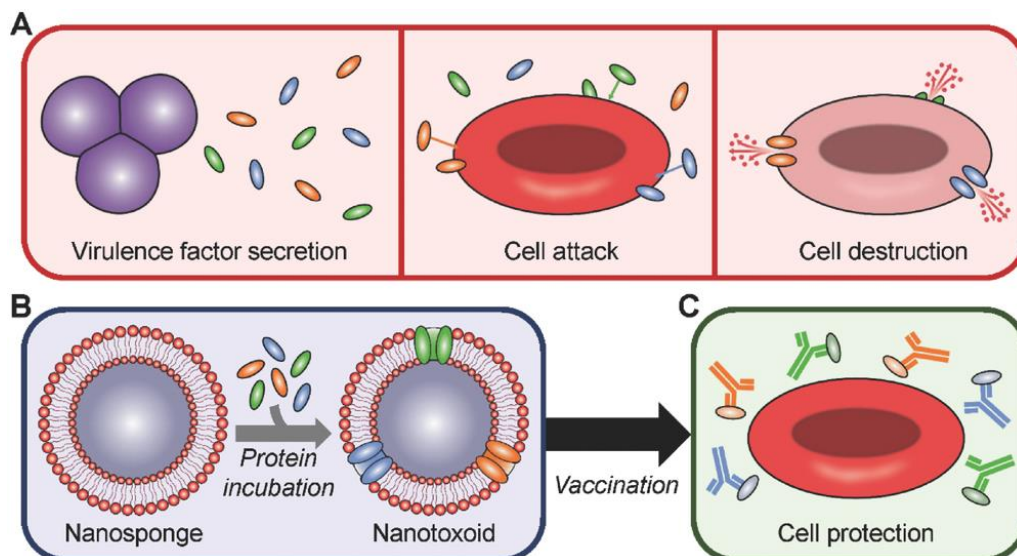 A
Virulence factor secretion
Cell attack
Cell destruction
B
Protein
incubation
Nanosponge
Nanotoxoid
Vaccination
C
Cell protection